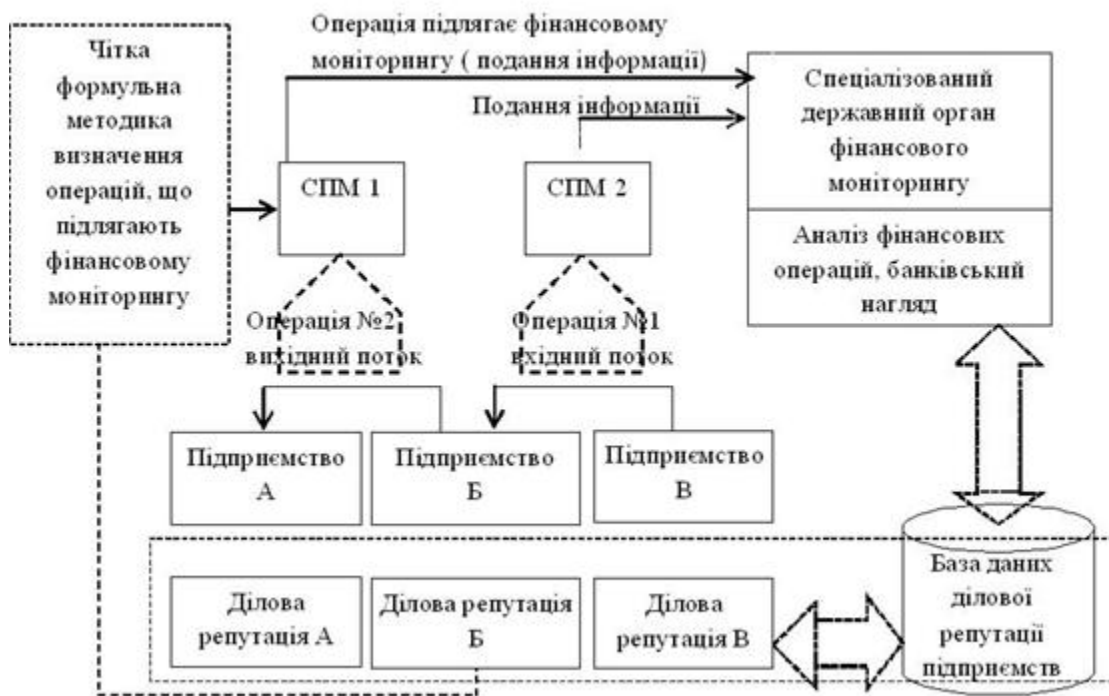 Операція підлягає фінансовому
моніторингу ( подання інформації)
Чітка
формульна
методика
визначення
операцій, що
підлягають
фінансовому
моніторингу
Подання інформації
Спеціалізований
державний орган
фінансового
моніторингу
СПМ 1
СПМ 2
Аналіз фінансових
операцій, банківський
нагляд
Операція №2
вихідний поток
Операція №1
вхідний поток
Підприємство
А
Підприємство
Б
Підприємство
В
Ділова
репутація А
Ділова репутація
Б
Ділова
репутація В
База даних
ділової
репутації
підприємств